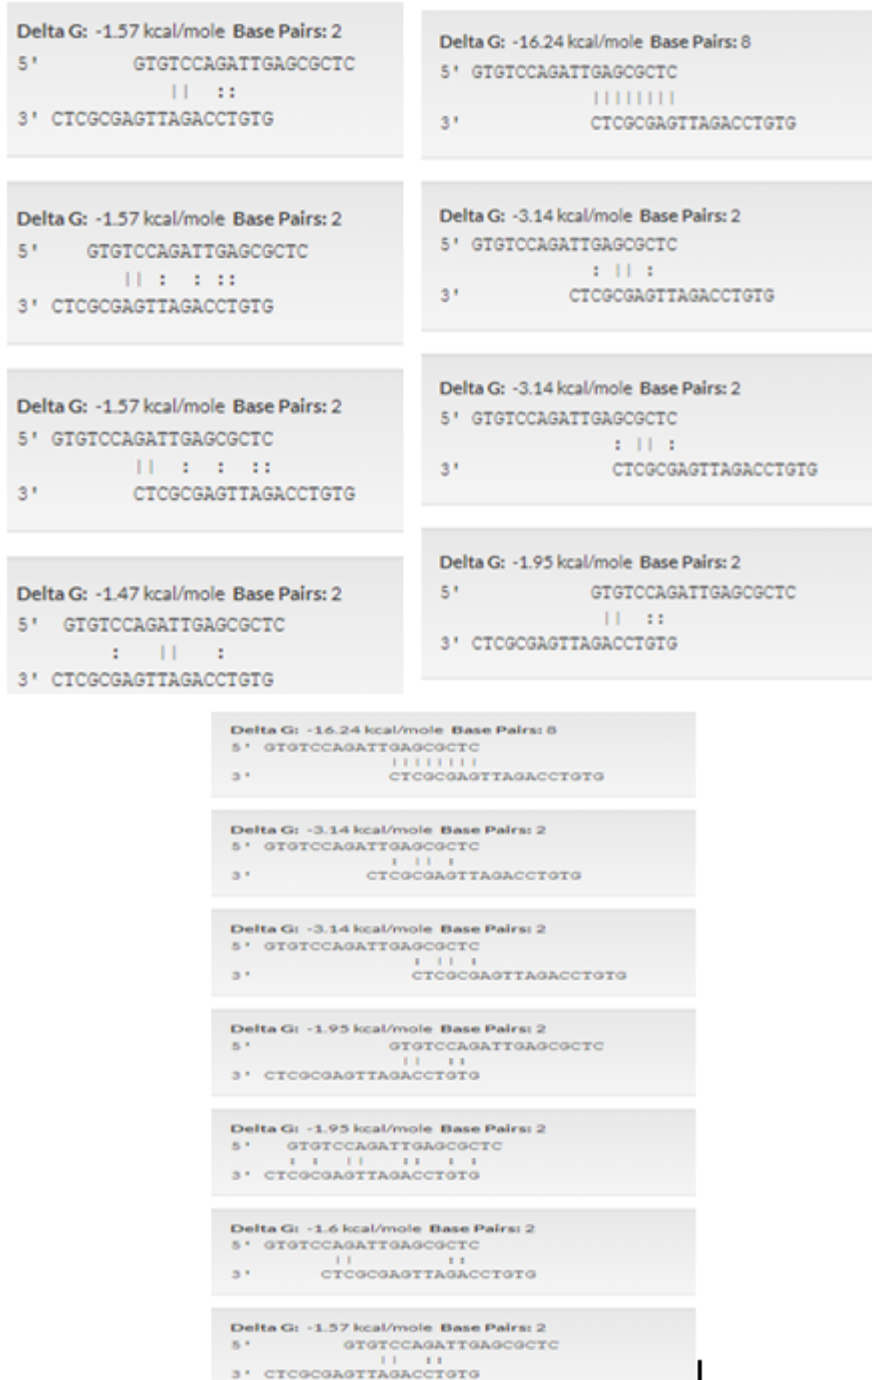 Delta G: -1.57 kcal/mole Base Pairs: 2
5' GTGTCCAGATTGAGCGCTC
|| ::
3' CTCGCGAGTTAGACCTGTG
Delta G: -1.57 kcal/mole Base Pairs: 2
5' GTGTCCAGATTGAGCGCTC
|| : : ::
3' CTCGCGAGTTAGACCTGTG
Delta G: -1.57 kcal/mole Base Pairs: 2
5' GTGTCCAGATTGAGCGCTC
|| : : ::
3' CTCGCGAGTTAGACCTGTG
Delta G: -1.47 kcal/mole Base Pairs: 2
5' GTGTCCAGATTGAGCGCTC
: || :
3' CTCGCGAGTTAGACCTGTG
Delta G: -16.24 kcal/mole Base Pairs: 8
5' GTGTCCAGATTGAGCGCTC
||||||||
3' CTCGCGAGTTAGACCTGTG
Delta G: -3.14 kcal/mole Base Pairs: 2
5' GTGTCCAGATTGAGCGCTC
: || :
3' CTCGCGAGTTAGACCTGTG
Delta G: -3.14 kcal/mole Base Pairs: 2
5' GTGTCCAGATTGAGCGCTC
: || :
3' CTCGCGAGTTAGACCTGTG
Delta G: -1.95 kcal/mole Base Pairs: 2
5' GTGTCCAGATTGAGCGCTC
|| ::
3' CTCGCGAGTTAGACCTGTG
Delta G: -16.24 kcal/mole Base Pairs: 8
5' GTGTCCAGATTGAGCGCTC
||||||||
3' CTCGCGAGTTAGACCTGTG
Delta G: -3.14 kcal/mole Base Pairs: 2
5' GTGTCCAGATTGAGCGCTC
: || :
3' CTCGCGAGTTAGACCTGTG
Delta G: -3.14 kcal/mole Base Pairs: 2
5' GTGTCCAGATTGAGCGCTC
: || :
3' CTCGCGAGTTAGACCTGTG
Delta G: -1.95 kcal/mole Base Pairs: 2
5' GTGTCCAGATTGAGCGCTC
|| ::
3' CTCGCGAGTTAGACCTGTG
Delta G: -1.95 kcal/mole Base Pairs: 2
5' GTGTCCAGATTGAGCGCTC
: : || :: : :
3' CTCGCGAGTTAGACCTGTG
Delta G: -1.6 kcal/mole Base Pairs: 2
5' GTGTCCAGATTGAGCGCTC
|| ::
3' CTCGCGAGTTAGACCTGTG
Delta G: -1.57 kcal/mole Base Pairs: 2
5' GTGTCCAGATTGAGCGCTC
|| ::
3' CTCGCGAGTTAGACCTGTG